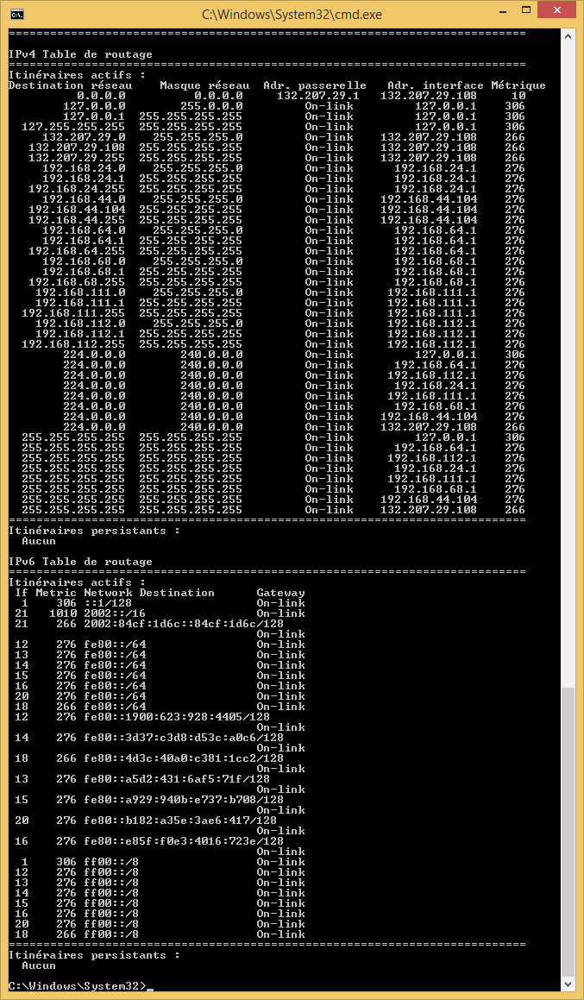 C:\Windows\System32\cmd.exe
===========================================================================
IPv4 Table de routage
===========================================================================
Itinéraires actifs :
Destination réseau Masque réseau Adr. passerelle Adr. interface Métrique
0.0.0.0 0.0.0.0 132.207.29.1 132.207.29.108 10
127.0.0.0 255.0.0.0 On-link 127.0.0.1 306
127.0.0.1 255.255.255.255 On-link 127.0.0.1 306
127.255.255.255 255.255.255.255 On-link 127.0.0.1 306
132.207.29.0 255.255.255.0 On-link 132.207.29.108 266
132.207.29.108 255.255.255.255 On-link 132.207.29.108 266
132.207.29.255 255.255.255.255 On-link 132.207.29.108 266
192.168.24.0 255.255.255.0 On-link 192.168.24.1 276
192.168.24.1 255.255.255.255 On-link 192.168.24.1 276
192.168.24.255 255.255.255.255 On-link 192.168.24.1 276
192.168.44.0 255.255.255.0 On-link 192.168.44.104 276
192.168.44.104 255.255.255.255 On-link 192.168.44.104 276
192.168.44.255 255.255.255.255 On-link 192.168.44.104 276
192.168.64.0 255.255.255.0 On-link 192.168.64.1 276
192.168.64.1 255.255.255.255 On-link 192.168.64.1 276
192.168.64.255 255.255.255.255 On-link 192.168.64.1 276
192.168.68.0 255.255.255.0 On-link 192.168.68.1 276
192.168.68.1 255.255.255.255 On-link 192.168.68.1 276
192.168.68.255 255.255.255.255 On-link 192.168.68.1 276
192.168.111.0 255.255.255.0 On-link 192.168.111.1 276
192.168.111.1 255.255.255.255 On-link 192.168.111.1 276
192.168.111.255 255.255.255.255 On-link 192.168.111.1 276
192.168.112.0 255.255.255.0 On-link 192.168.112.1 276
192.168.112.1 255.255.255.255 On-link 192.168.112.1 276
192.168.112.255 255.255.255.255 On-link 192.168.112.1 276
224.0.0.0 240.0.0.0 On-link 127.0.0.1 306
224.0.0.0 240.0.0.0 On-link 192.168.64.1 276
224.0.0.0 240.0.0.0 On-link 192.168.112.1 276
224.0.0.0 240.0.0.0 On-link 192.168.24.1 276
224.0.0.0 240.0.0.0 On-link 192.168.111.1 276
224.0.0.0 240.0.0.0 On-link 192.168.68.1 276
224.0.0.0 240.0.0.0 On-link 192.168.44.104 276
224.0.0.0 240.0.0.0 On-link 132.207.29.108 266
255.255.255.255 255.255.255.255 On-link 127.0.0.1 306
255.255.255.255 255.255.255.255 On-link 192.168.64.1 276
255.255.255.255 255.255.255.255 On-link 192.168.112.1 276
255.255.255.255 255.255.255.255 On-link 192.168.24.1 276
255.255.255.255 255.255.255.255 On-link 192.168.111.1 276
255.255.255.255 255.255.255.255 On-link 192.168.68.1 276
255.255.255.255 255.255.255.255 On-link 192.168.44.104 276
255.255.255.255 255.255.255.255 On-link 132.207.29.108 266
===========================================================================
Itinéraires persistants :
Aucun
IPv6 Table de routage
===========================================================================
Itinéraires actifs :
If Metric Network Destination Gateway
1 306 ::1/128 On-link
21 1010 2002::/16 On-link
21 266 2002:84cf:1d6c::84cf:1d6c/128
On-link
12 276 fe80::/64 On-link
13 276 fe80::/64 On-link
14 276 fe80::/64 On-link
15 276 fe80::/64 On-link
16 276 fe80::/64 On-link
20 276 fe80::/64 On-link
18 266 fe80::/64 On-link
12 276 fe80::1900:623:928:4405/128
On-link
14 276 fe80::3d37:c3d8:d53c:a0c6/128
On-link
18 266 fe80::4d3c:40a0:c381:1cc2/128
On-link
13 276 fe80::a5d2:431:6af5:71f/128
On-link
15 276 fe80::a929:940b:e737:b708/128
On-link
20 276 fe80::b182:a35e:3ae6:417/128
On-link
16 276 fe80::e85f:f0e3:4016:723e/128
On-link
1 306 ff00::/8 On-link
12 276 ff00::/8 On-link
13 276 ff00::/8 On-link
14 276 ff00::/8 On-link
15 276 ff00::/8 On-link
16 276 ff00::/8 On-link
20 276 ff00::/8 On-link
18 266 ff00::/8 On-link
===========================================================================
Itinéraires persistants :
Aucun
C:\Windows\System32>_